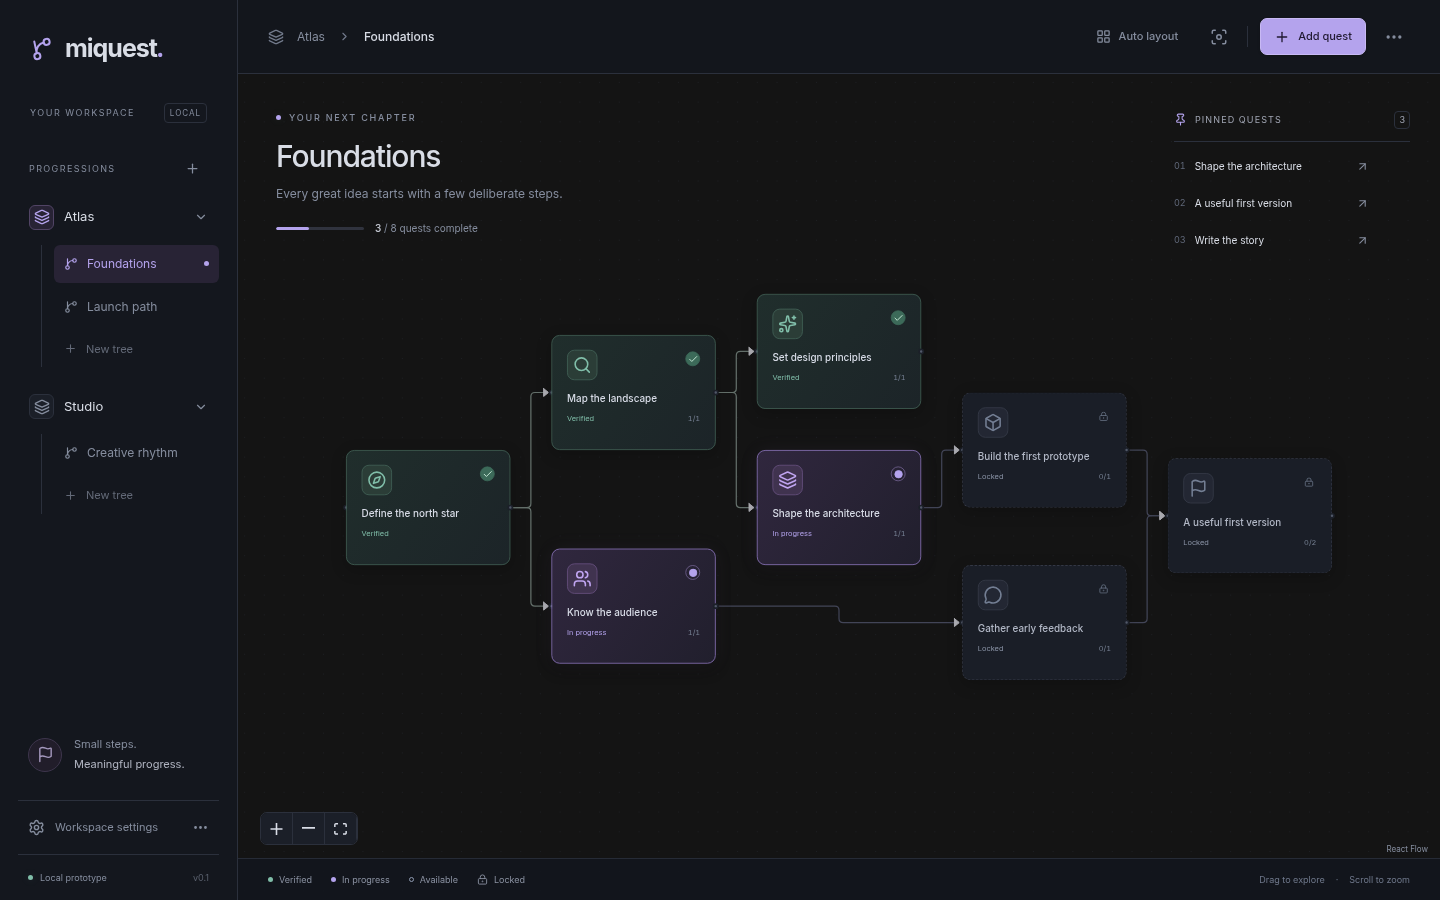 miquest.
YOUR WORKSPACE
LOCAL
PROGRESSIONS
Atlas
Foundations
Launch path
New tree
Studio
Creative rhythm
New tree
Small steps.
Meaningful progress.
Workspace settings
Local prototype
v0.1
Atlas
Foundations
Auto layout
Add quest
YOUR NEXT CHAPTER
Foundations
Every great idea starts with a few deliberate steps.
3 / 8 quests complete
PINNED QUESTS
3
01 Shape the architecture
02 A useful first version
03 Write the story
Define the north star
Verified
Map the landscape
Verified 1/1
Know the audience
In progress 1/1
Set design principles
Verified 1/1
Shape the architecture
In progress 1/1
Build the first prototype
Locked 0/1
Gather early feedback
Locked 0/1
A useful first version
Locked 0/2
React Flow
Verified
In progress
Available
Locked
Drag to explore · Scroll to zoom